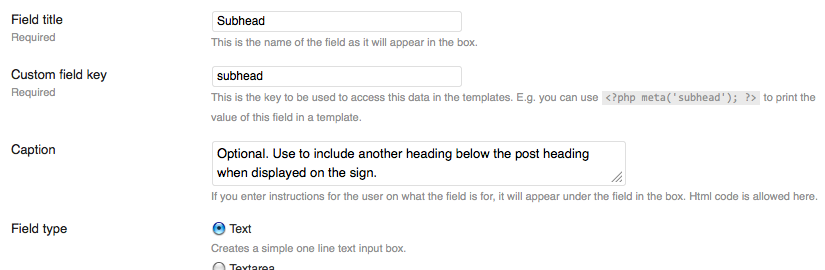 Field title
Subhead
Required
This is the name of the field as it will appear in the box.
Custom field key
subhead
Required
This is the key to be used to access this data in the templates. E.g. you can use <?php meta('subhead'); ?> to print the
value of this field in a template.
Caption
Optional. Use to include another heading below the post heading
when displayed on the sign.
If you enter instructions for the user on what the field is for, it will appear under the field in the box. Html code is allowed here.
Field type
Text
Creates a simple one line text input box.
Textarea